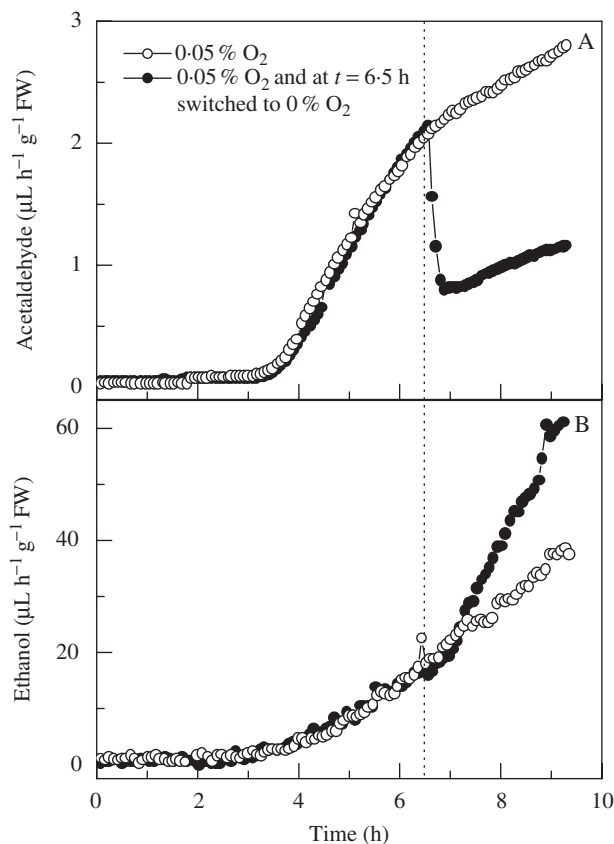 3
A
0·05 % O₂
0·05 % O₂ and at t = 6·5 h
switched to 0 % O₂
2
1
0
Acetaldehyde (µL h⁻¹ g⁻¹ FW)
60
B
40
20
0
Ethanol (µL h⁻¹ g⁻¹ FW)
0 2 4 6 8 10
Time (h)